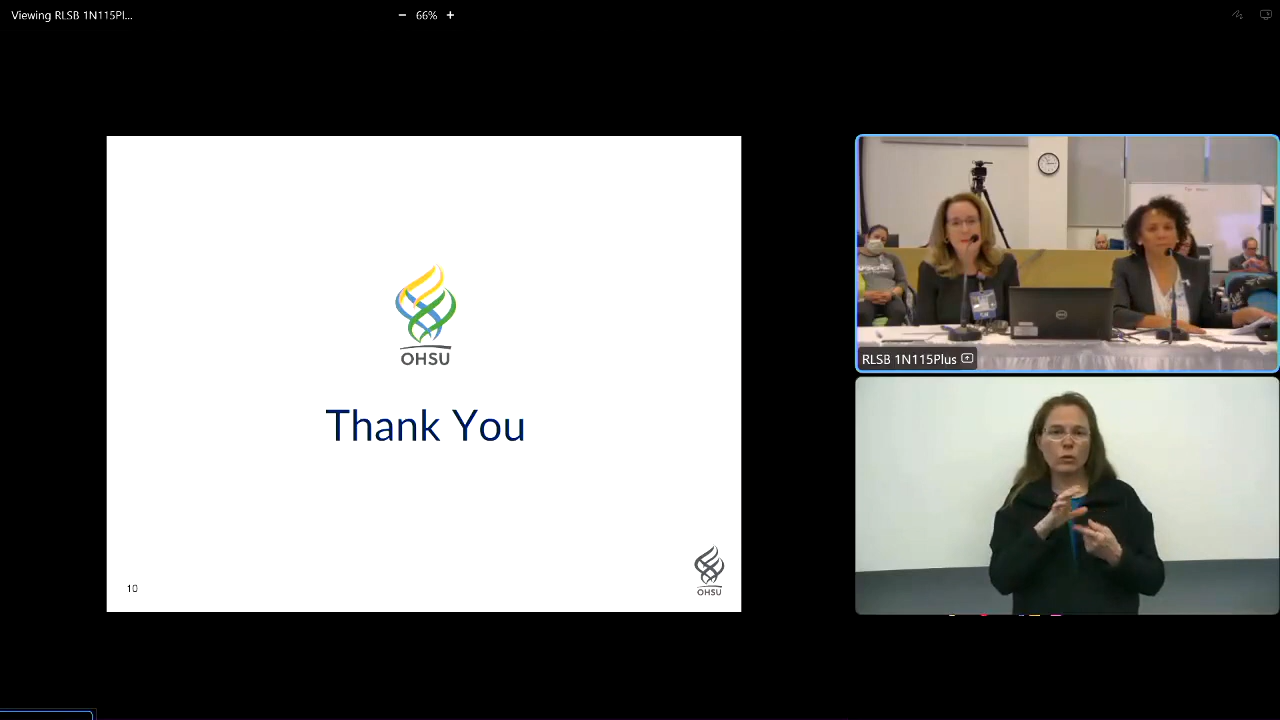 Viewing RLSB 1N115Pl...
66%
OHSU
Thank You
10
OHSU
RLSB 1N115Plus